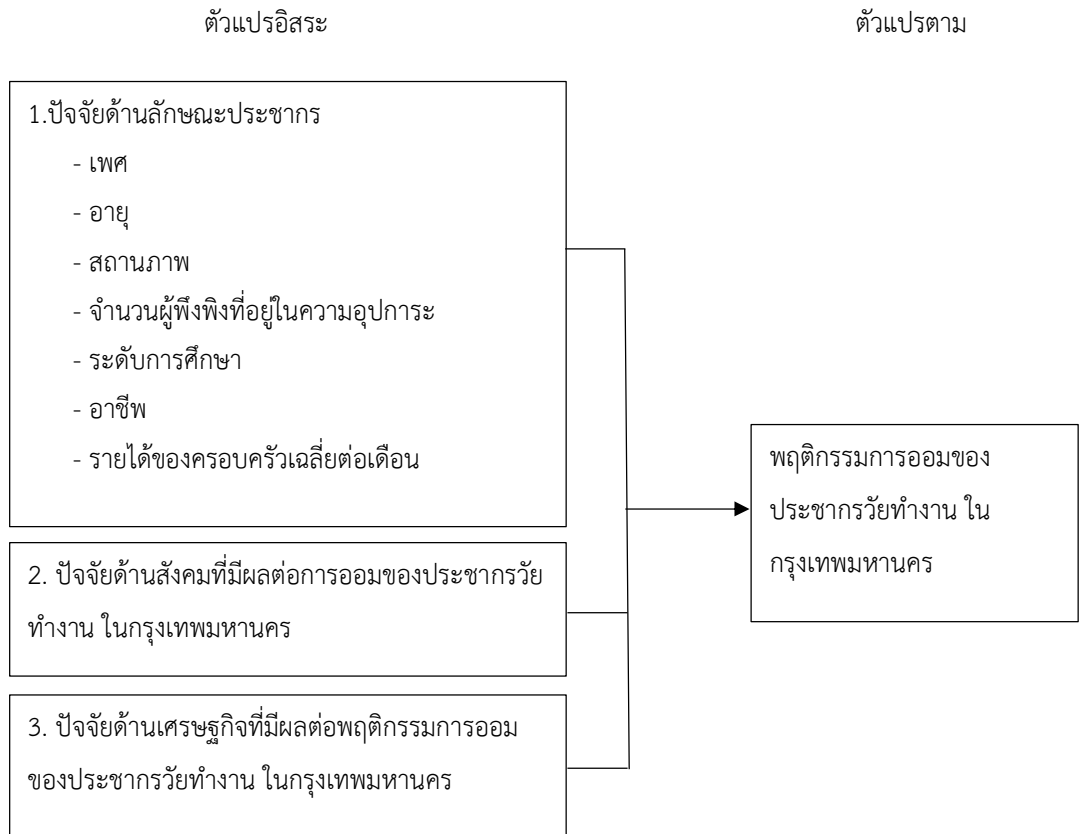 ตัวแปรอิสระ
ตัวแปรตาม
1.ปัจจัยด้านลักษณะประชากร
- เพศ
- อายุ
- สถานภาพ
- จำนวนผู้พึงพิงที่อยู่ในความอุปการะ
- ระดับการศึกษา
- อาชีพ
- รายได้ของครอบครัวเฉลี่ยต่อเดือน
2. ปัจจัยด้านสังคมที่มีผลต่อการออมของประชากรวัย
ทำงาน ในกรุงเทพมหานคร
3. ปัจจัยด้านเศรษฐกิจที่มีผลต่อพฤติกรรมการออม
ของประชากรวัยทำงาน ในกรุงเทพมหานคร
พฤติกรรมการออมของ
ประชากรวัยทำงาน ใน
กรุงเทพมหานคร